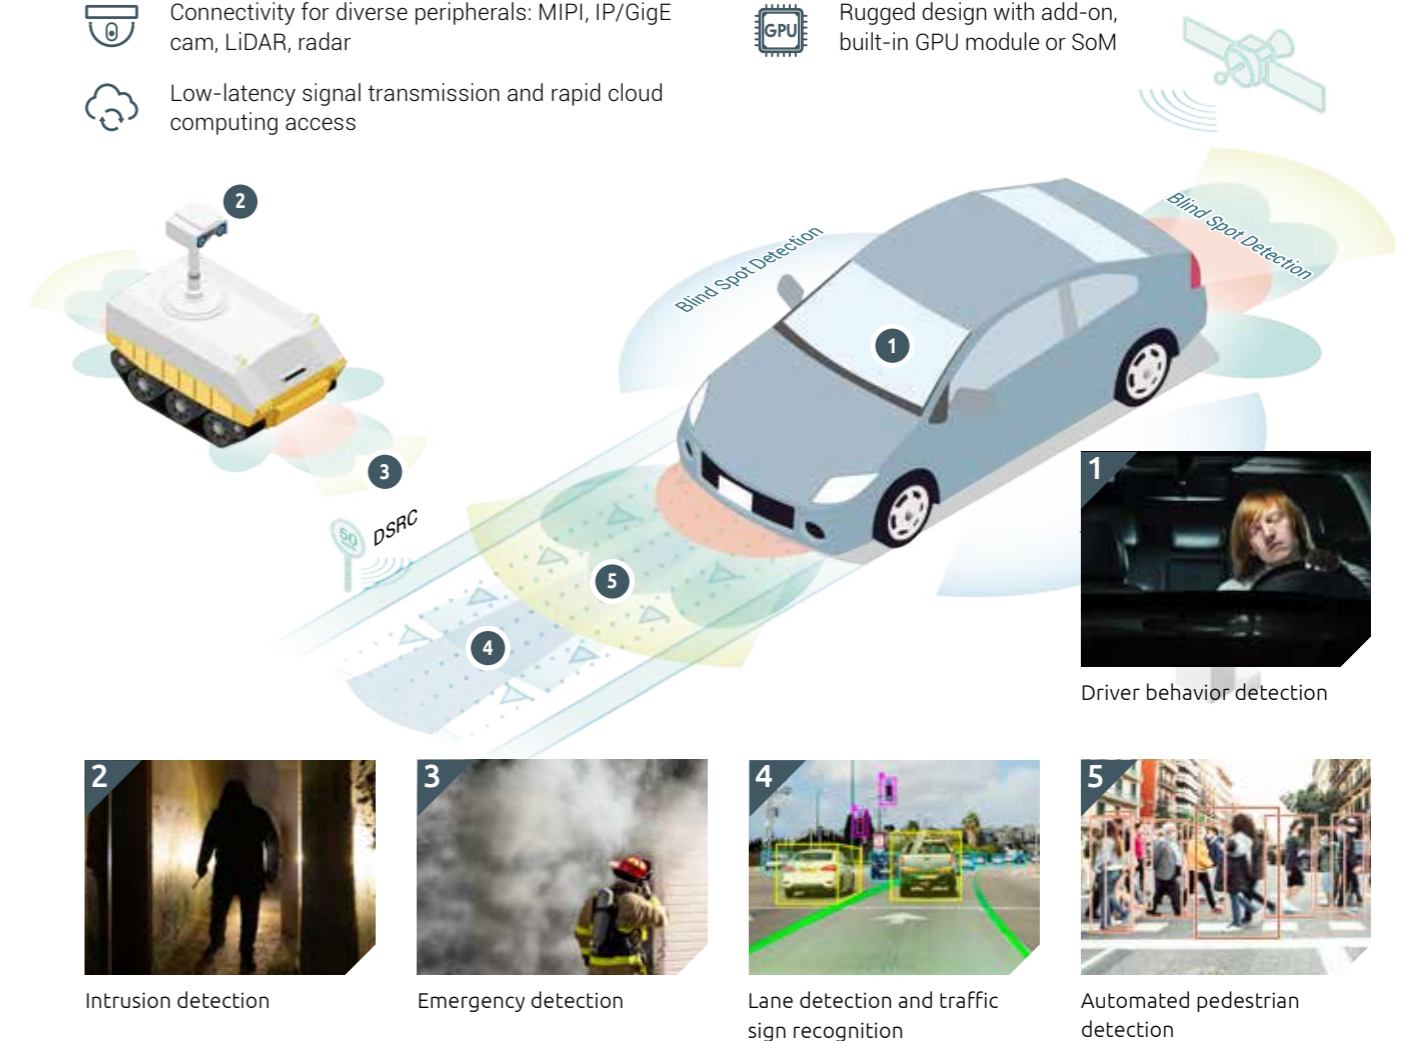 Connectivity for diverse peripherals: MIPI, IP/GigE
cam, LiDAR, radar
Rugged design with add-on,
built-in GPU module or SoM
GPU
Low-latency signal transmission and rapid cloud
computing access
2
Blind Spot Detection
Blind Spot Detection
1
3
50
DSRC
5
4
1
Driver behavior detection
2
3
4
5
Intrusion detection
Emergency detection
Lane detection and traffic
sign recognition
Automated pedestrian
detection